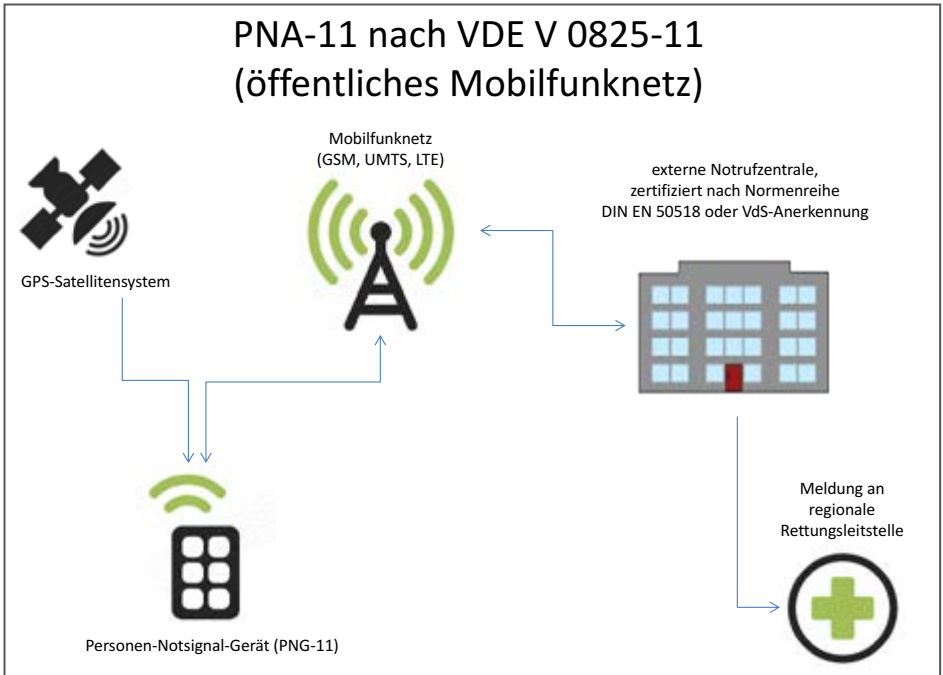 PNA-11 nach VDE V 0825-11
(öffentliches Mobilfunknetz)
Mobilfunknetz
(GSM, UMTS, LTE)
externe Notrufzentrale,
zertifiziert nach Normenreihe
DIN EN 50518 oder VdS-Anerkennung
GPS-Satellitensystem
Meldung an
regionale
Rettungsleitstelle
Personen-Notsignal-Gerät (PNG-11)